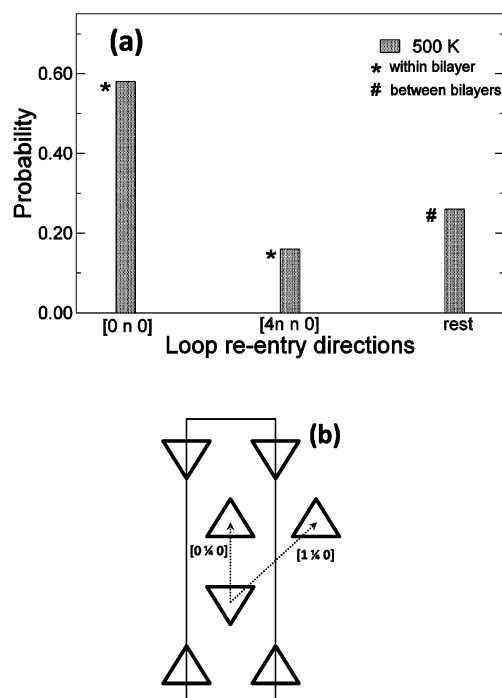 (a)
500 K
* within bilayer
# between bilayers
Probability
0.60
0.40
0.20
0.00
*
*
#
[0 n 0]
[4n n 0]
rest
Loop re-entry directions
(b)
[0 ¼ 0]
[1 ¼ 0]